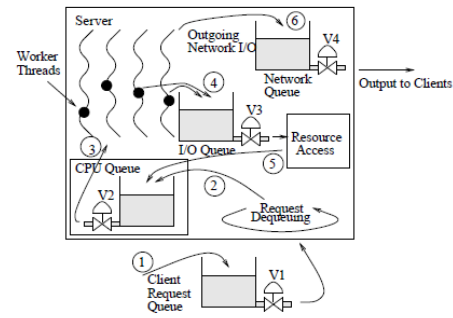 Server
6
V4
Outgoing
Network I/O
Network
Queue
Output to Clients
Worker
Threads
4
V3
I/O Queue
Resource
Access
3
5
CPU Queue
2
V2
Request
Dequeuing
1
Client
Request
Queue
V1